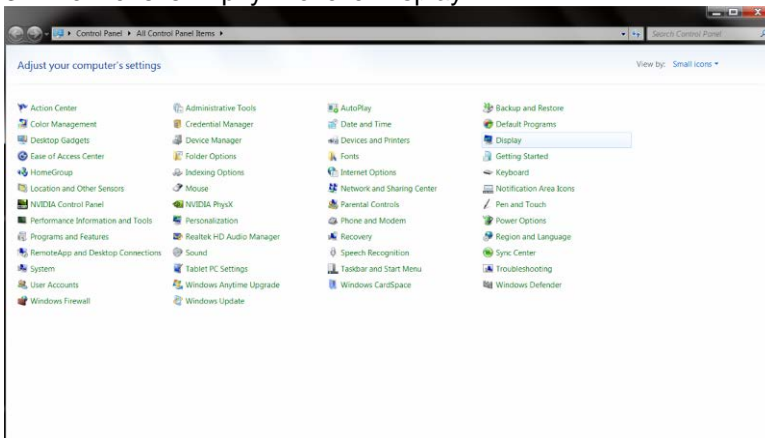 Control Panel ▸ All Control Panel Items ▸
Search Control Panel
Adjust your computer's settings
View by: Small icons
Action Center
Administrative Tools
AutoPlay
Backup and Restore
Color Management
Credential Manager
Date and Time
Default Programs
Desktop Gadgets
Device Manager
Devices and Printers
Display
Ease of Access Center
Folder Options
Fonts
Getting Started
HomeGroup
Indexing Options
Internet Options
Keyboard
Location and Other Sensors
Mouse
Network and Sharing Center
Notification Area Icons
NVIDIA Control Panel
NVIDIA PhysX
Parental Controls
Pen and Touch
Performance Information and Tools
Personalization
Phone and Modem
Power Options
Programs and Features
Realtek HD Audio Manager
Recovery
Region and Language
RemoteApp and Desktop Connections
Sound
Speech Recognition
Sync Center
System
Tablet PC Settings
Taskbar and Start Menu
Troubleshooting
User Accounts
Windows Anytime Upgrade
Windows CardSpace
Windows Defender
Windows Firewall
Windows Update